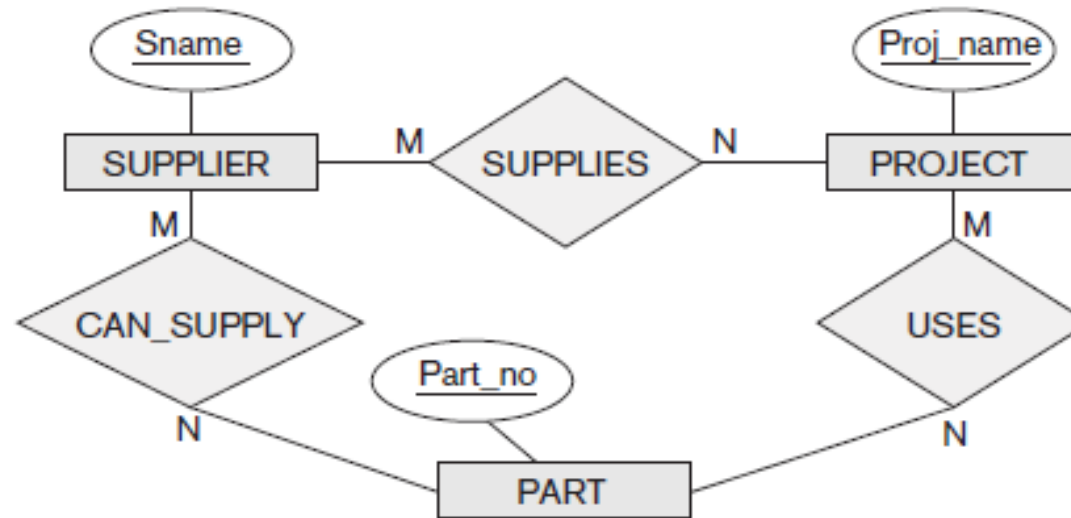 Sname
Proj_name
SUPPLIER
M
SUPPLIES
N
PROJECT
M
M
CAN_SUPPLY
USES
Part_no
N
N
PART